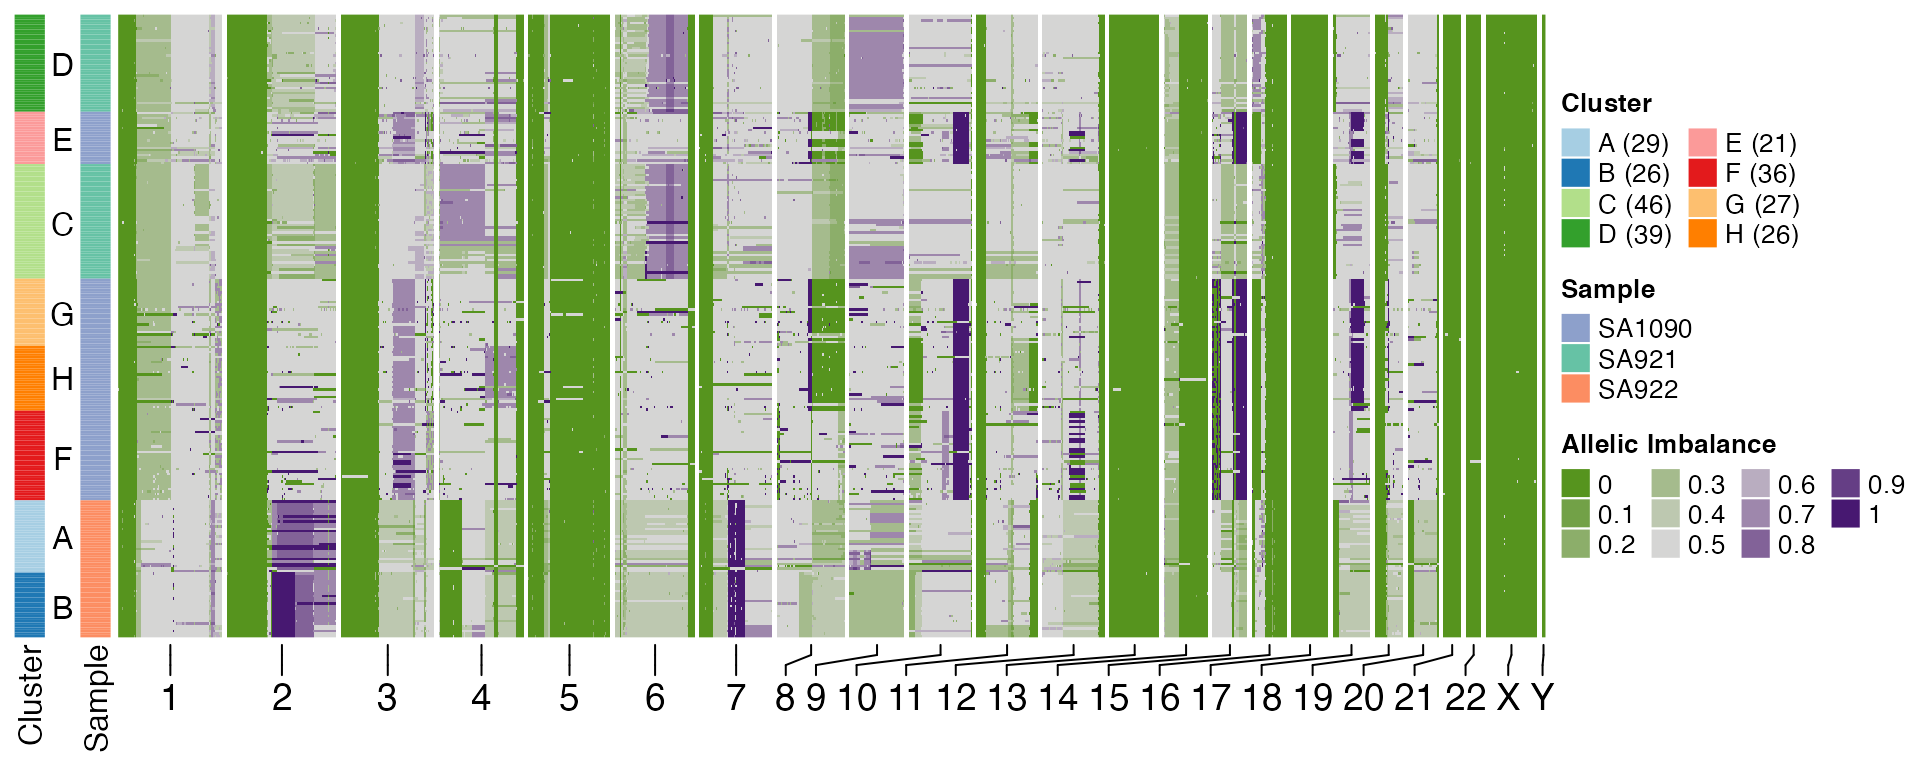 D
E
C
G
H
F
A
B
Cluster
Sample
1 2 3 4 5 6 7 8 9 10 11 12 13 14 15 16 17 18 19 20 21 22 X Y
Cluster
A (29) E (21)
B (26) F (36)
C (46) G (27)
D (39) H (26)
Sample
SA1090
SA921
SA922
Allelic Imbalance
0 0.3 0.6 0.9
0.1 0.4 0.7 1
0.2 0.5 0.8